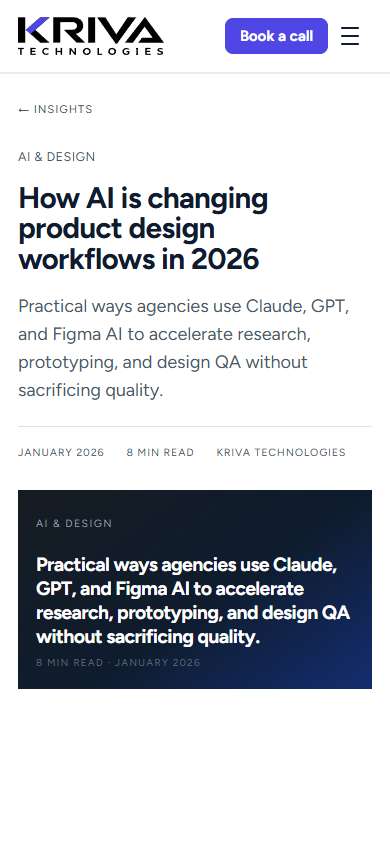 KRIVA
TECHNOLOGIES
Book a call
← INSIGHTS
AI & DESIGN
How AI is changing
product design
workflows in 2026
Practical ways agencies use Claude, GPT,
and Figma AI to accelerate research,
prototyping, and design QA without
sacrificing quality.
JANUARY 2026 8 MIN READ KRIVA TECHNOLOGIES
AI & DESIGN
Practical ways agencies use Claude,
GPT, and Figma AI to accelerate
research, prototyping, and design QA
without sacrificing quality.
8 MIN READ · JANUARY 2026